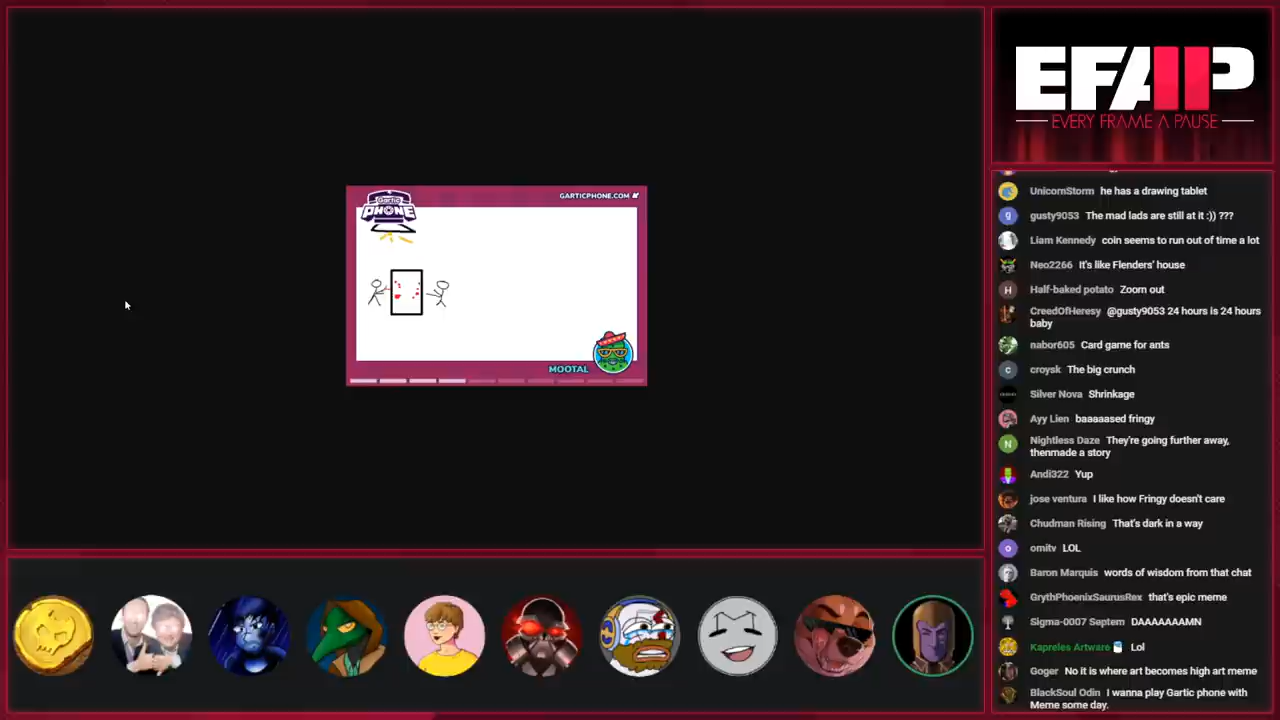 GARTICPHONE.COM
Gartic
PHONE
MOOTAL
EFAP
EVERY FRAME A PAUSE
UnicornStorm he has a drawing tablet
gusty9053 The mad lads are still at it :)) ???
Liam Kennedy coin seems to run out of time a lot
Neo2266 It's like Flenders' house
Half-baked potato Zoom out
CreedOfHeresy @gusty9053 24 hours is 24 hours
baby
nabor605 Card game for ants
croysk The big crunch
Silver Nova Shrinkage
Ayy Lien baaaaased fringy
Nightless Daze They're going further away,
thenmade a story
Andi322 Yup
jose ventura I like how Fringy doesn't care
Chudman Rising That's dark in a way
omitv LOL
Baron Marquis words of wisdom from that chat
GrythPhoenixSaurusRex that's epic meme
Sigma-0007 Septem DAAAAAAAMN
Kapreles Artware Lol
Goger No it is where art becomes high art meme
BlackSoul Odin I wanna play Gartic phone with
Meme some day.